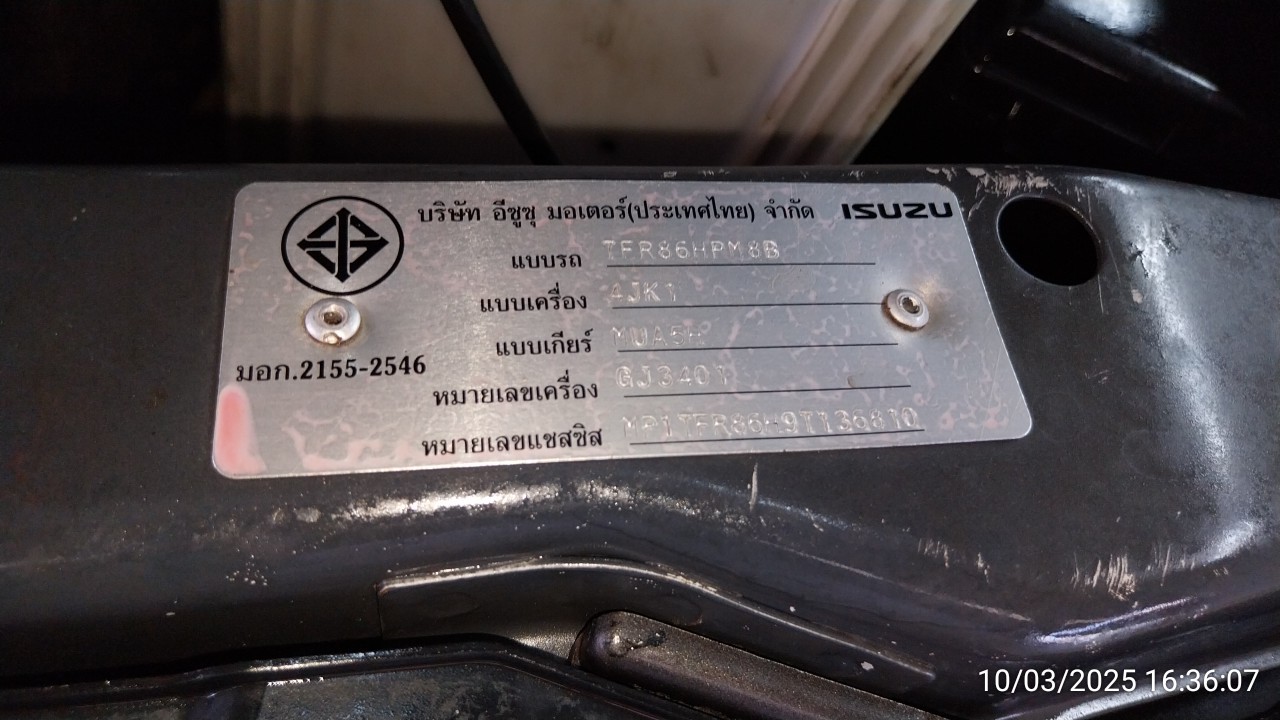 บริษัท อีซูซุ มอเตอร์(ประเทศไทย) จำกัด ISUZU
แบบรถ TFR86HPM8B
แบบเครื่อง 4JK1
แบบเกียร์ MUA5H
มอก.2155-2546
หมายเลขเครื่อง GJ3401
หมายเลขแชสซิส MP1TFR86H9T136810
10/03/2025 16:36:07